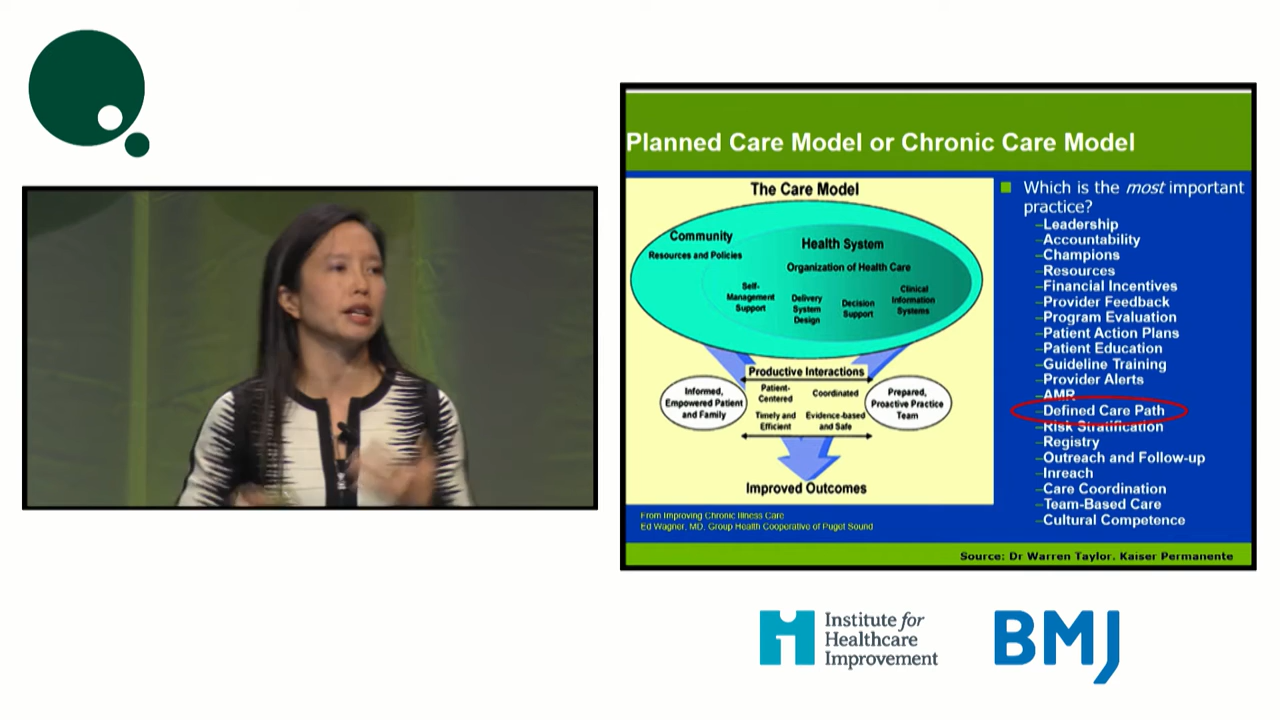 Planned Care Model or Chronic Care Model
The Care Model
Community
Resources and Policies
Health System
Organization of Health Care
Self-
Management
Support
Delivery
System
Design
Decision
Support
Clinical
Information
Systems
Productive Interactions
Informed,
Empowered Patient
and Family
Patient-
Centered
Coordinated
Timely and
Efficient
Evidence-based
and Safe
Prepared,
Proactive Practice
Team
Improved Outcomes
From Improving Chronic Illness Care
Ed Wagner, MD, Group Health Cooperative of Puget Sound
Which is the most important
practice?
–Leadership
–Accountability
–Champions
–Resources
–Financial Incentives
–Provider Feedback
–Program Evaluation
–Patient Action Plans
–Patient Education
–Guideline Training
–Provider Alerts
–AMR
–Defined Care Path
–Risk Stratification
–Registry
–Outreach and Follow-up
–Inreach
–Care Coordination
–Team-Based Care
–Cultural Competence
Source: Dr Warren Taylor. Kaiser Permanente
Institute for
Healthcare
Improvement
BMJ